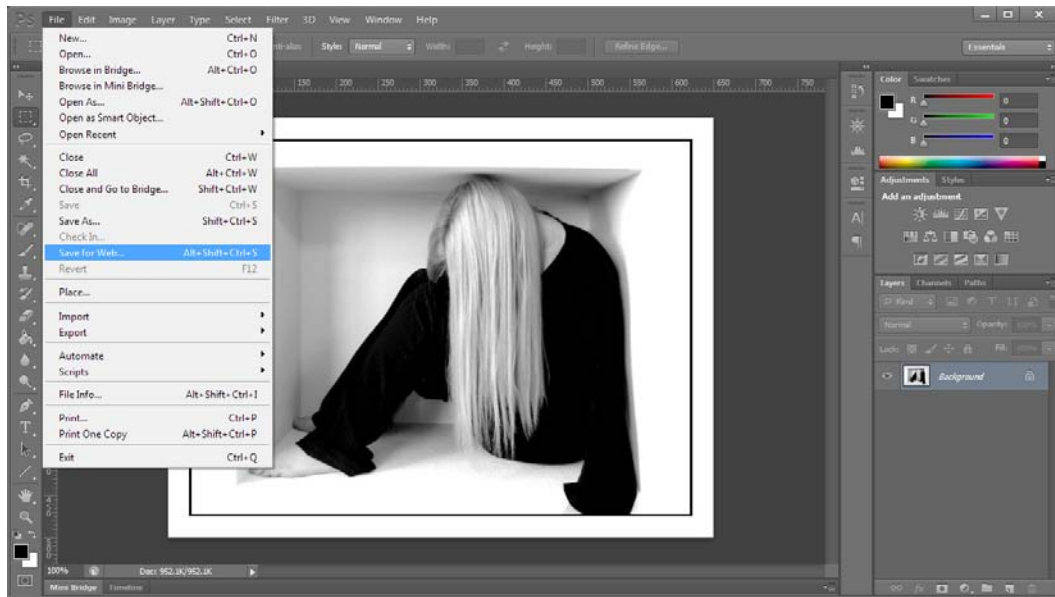 PS File Edit Image Layer Type Select Filter 3D View Window Help
Anti-alias Style: Normal Width: Height: Refine Edge... Essentials
New... Ctrl+N
Open... Ctrl+O
Browse in Bridge... Alt+Ctrl+O
Browse in Mini Bridge...
Open As... Alt+Shift+Ctrl+O
Open as Smart Object...
Open Recent
Close Ctrl+W
Close All Alt+Ctrl+W
Close and Go to Bridge... Shift+Ctrl+W
Save Ctrl+S
Save As... Shift+Ctrl+S
Check In...
Save for Web... Alt+Shift+Ctrl+S
Revert F12
Place...
Import
Export
Automate
Scripts
File Info... Alt+Shift+Ctrl+I
Print... Ctrl+P
Print One Copy Alt+Shift+Ctrl+P
Exit Ctrl+Q
150 200 250 300 350 400 450 500 550 600 650 700 750
Color Swatches
R 0
G 0
B 0
Adjustments Styles
Add an adjustment
Layers Channels Paths
Kind
Normal Opacity: 100%
Lock: Fill: 100%
Background
100% Doc: 952.1K/952.1K
Mini Bridge Timeline